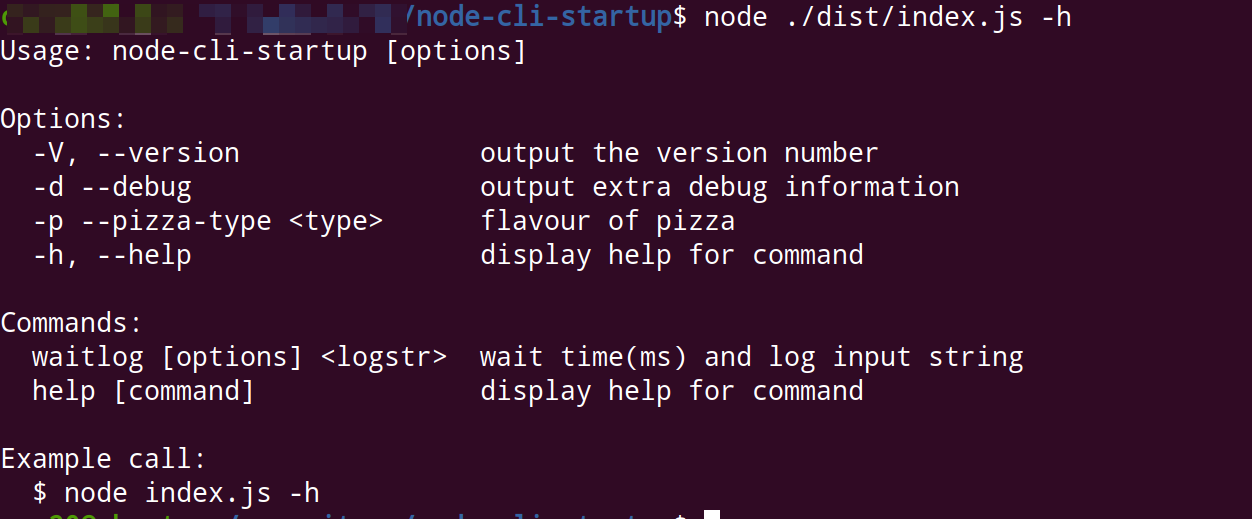 /node-cli-startup$ node ./dist/index.js -h
Usage: node-cli-startup [options]
Options:
-V, --version output the version number
-d --debug output extra debug information
-p --pizza-type <type> flavour of pizza
-h, --help display help for command
Commands:
waitlog [options] <logstr> wait time(ms) and log input string
help [command] display help for command
Example call:
$ node index.js -h